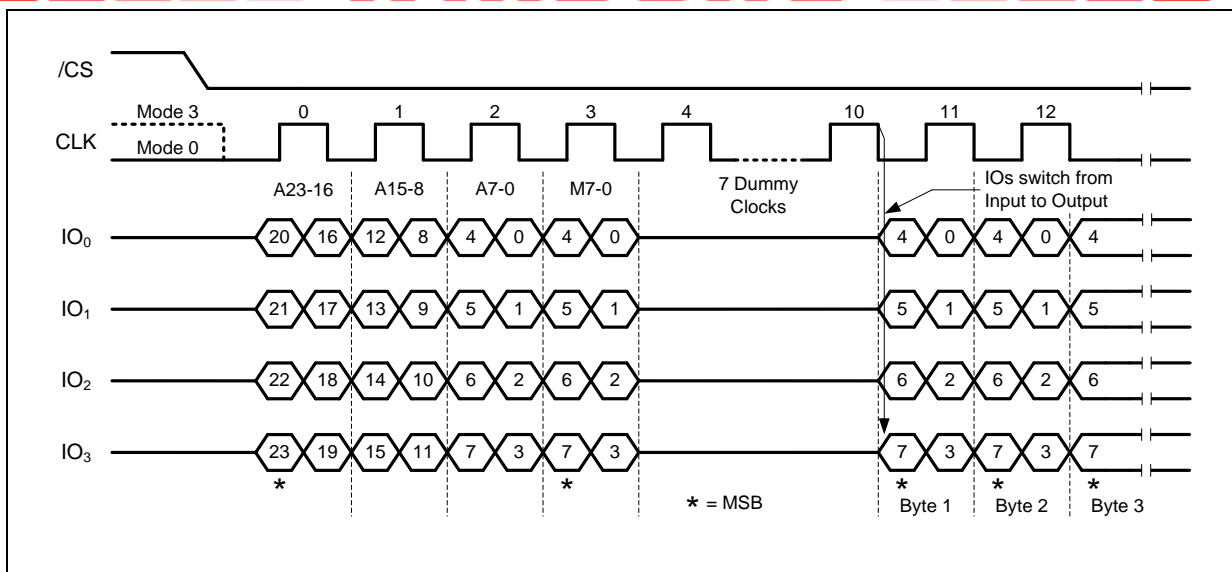 /CS
Mode 3 0 1 2 3 4 10 11 12
CLK Mode 0
A23-16 A15-8 A7-0 M7-0 7 Dummy Clocks IOs switch from Input to Output
IO0 20 16 12 8 4 0 4 0 4 0 4 0 4
IO1 21 17 13 9 5 1 5 1 5 1 5 1 5
IO2 22 18 14 10 6 2 6 2 6 2 6 2 6
IO3 23 19 15 11 7 3 7 3 7 3 7 3 7
* * * * *
* = MSB Byte 1 Byte 2 Byte 3